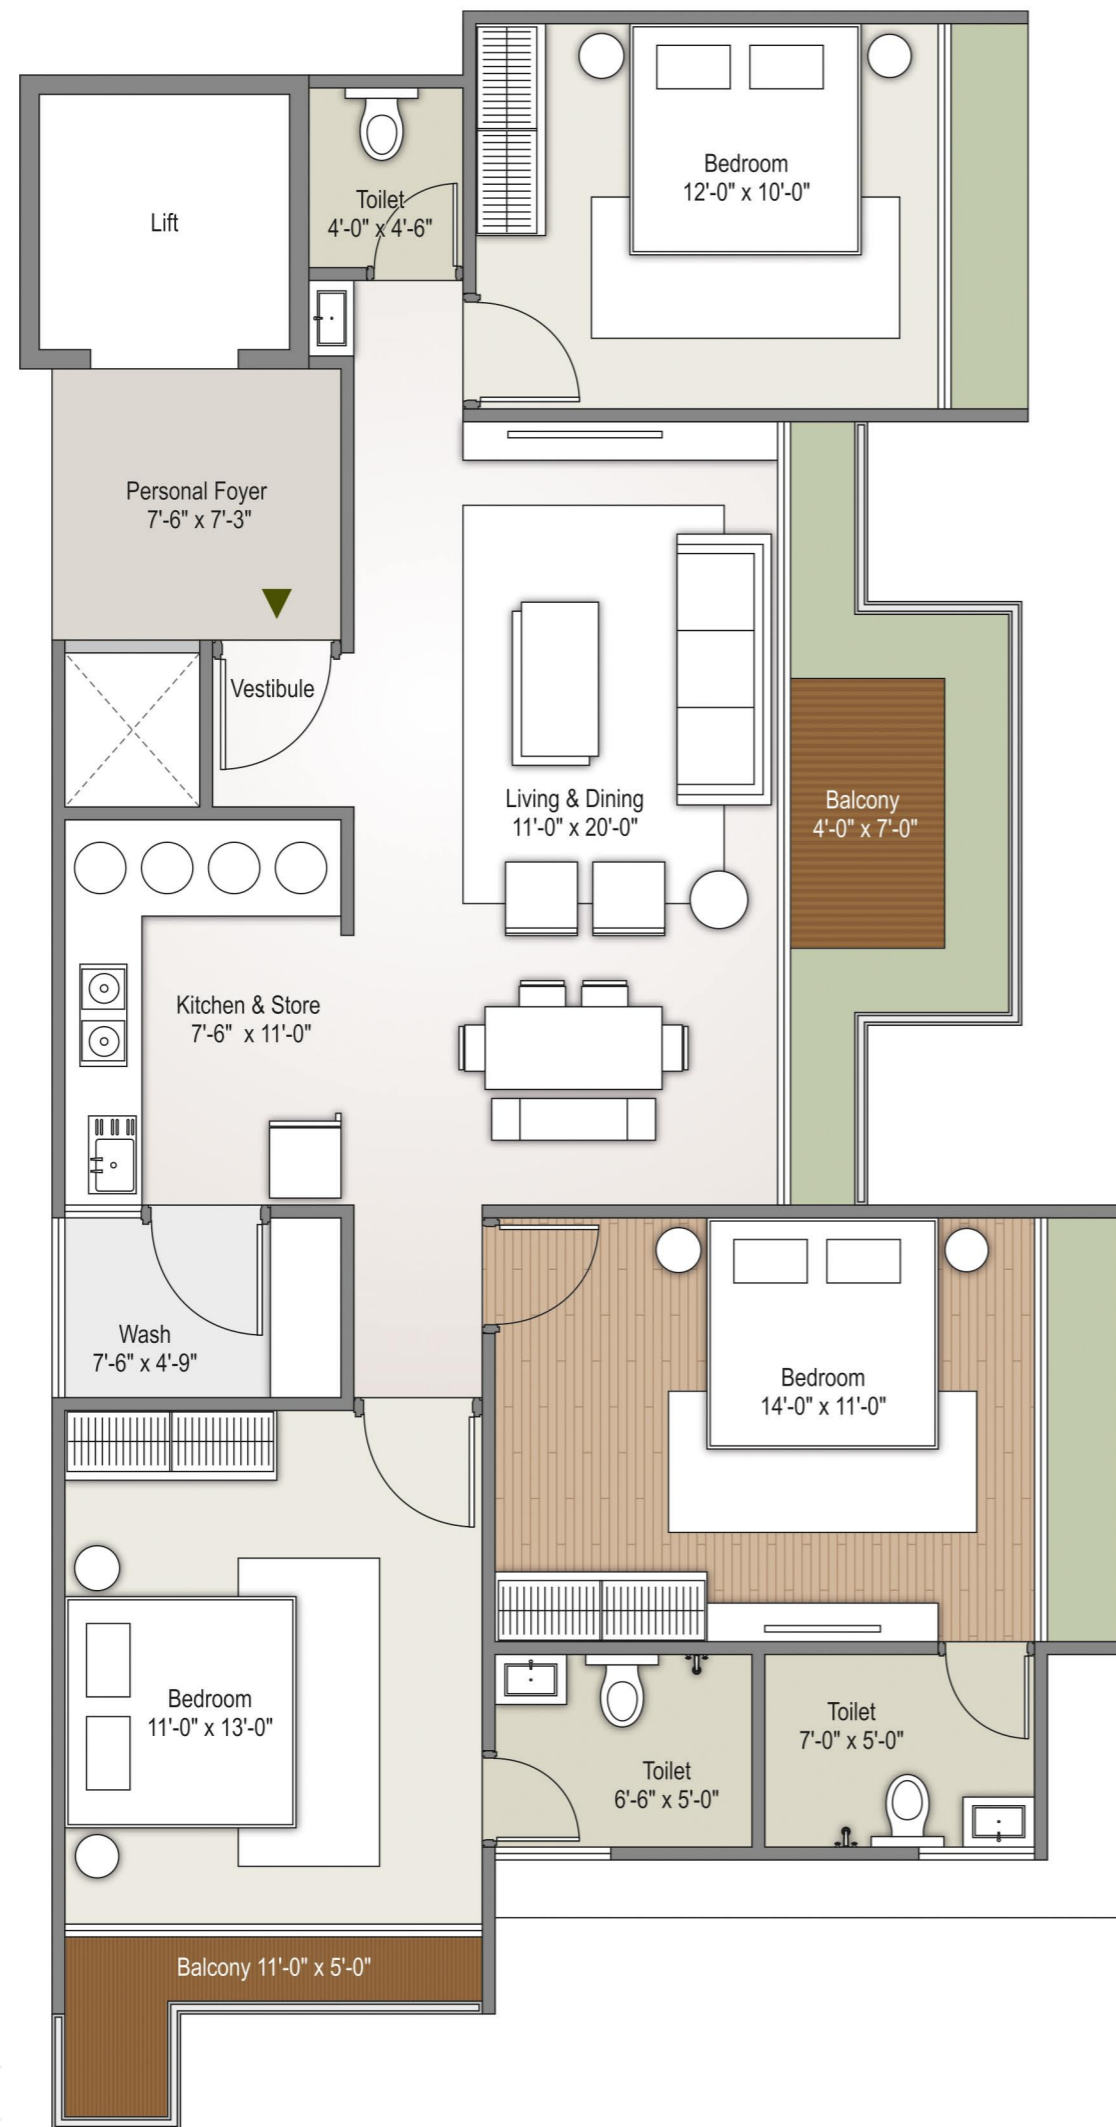 Bedroom
12'-0" x 10'-0"
Toilet
4'-0" x 4'-6"
Lift
Personal Foyer
7'-6" x 7'-3"
Vestibule
Living & Dining
11'-0" x 20'-0"
Balcony
4'-0" x 7'-0"
Kitchen & Store
7'-6" x 11'-0"
Wash
7'-6" x 4'-9"
Bedroom
14'-0" x 11'-0"
Bedroom
11'-0" x 13'-0"
Toilet
7'-0" x 5'-0"
Toilet
6'-6" x 5'-0"
Balcony 11'-0" x 5'-0"